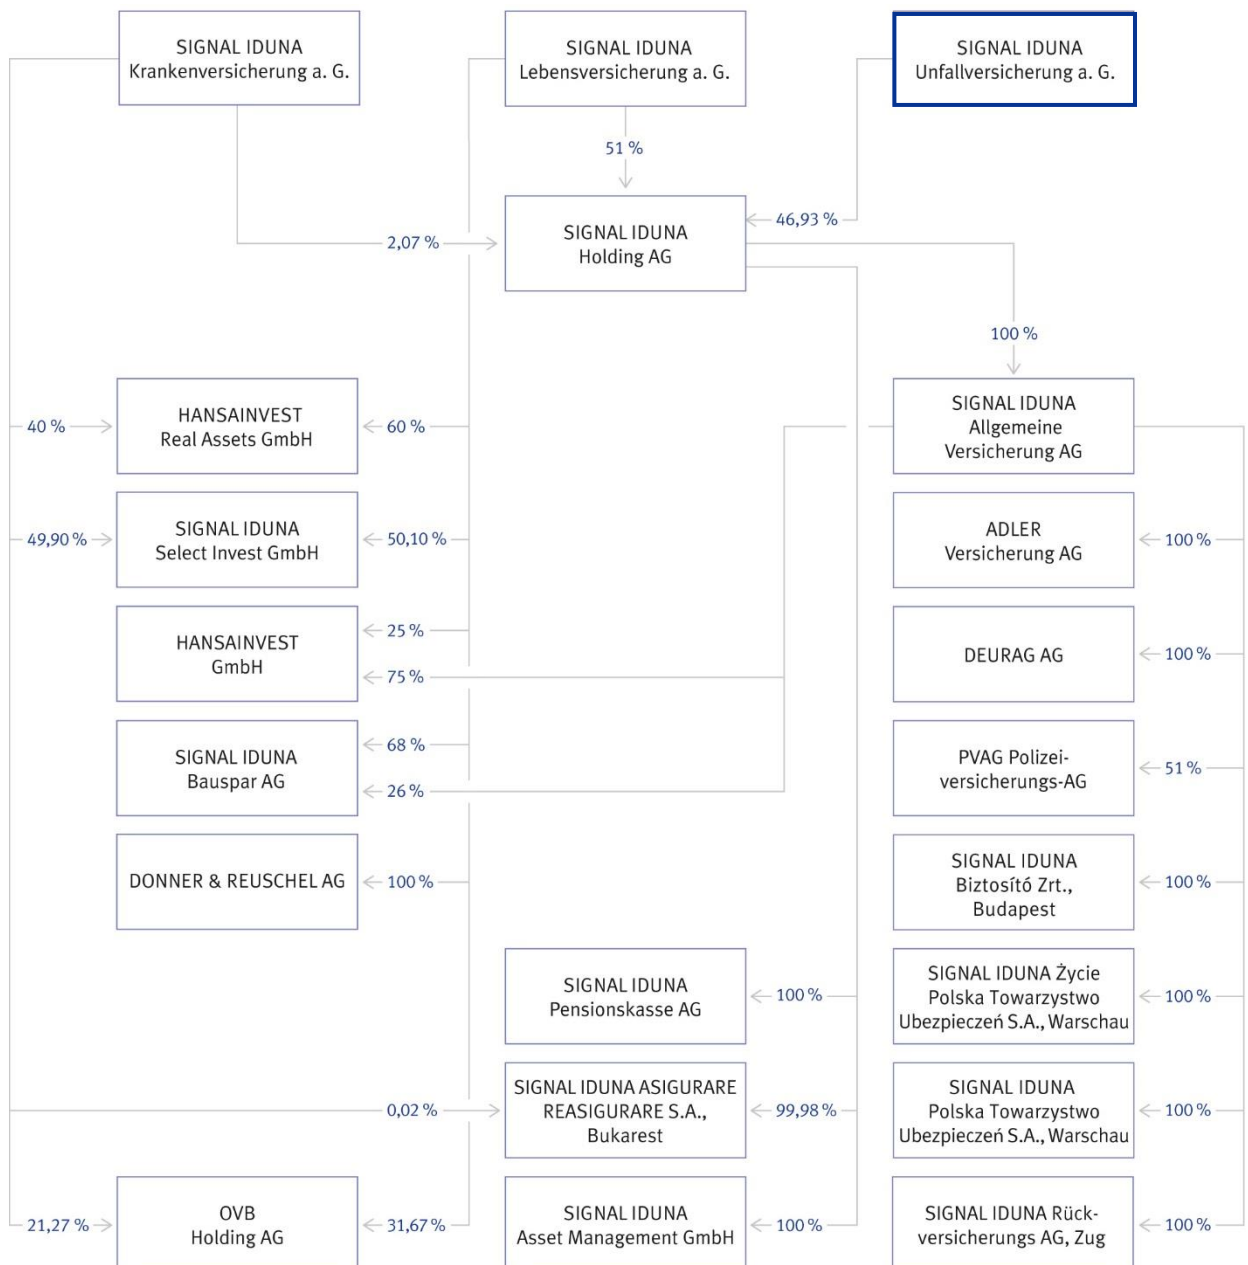 SIGNAL IDUNA
Krankenversicherung a. G.
SIGNAL IDUNA
Lebensversicherung a. G.
SIGNAL IDUNA
Unfallversicherung a. G.
51 %
46,93 %
2,07 %
SIGNAL IDUNA
Holding AG
100 %
40 %
HANSAINVEST
Real Assets GmbH
60 %
SIGNAL IDUNA
Allgemeine
Versicherung AG
49,90 %
SIGNAL IDUNA
Select Invest GmbH
50,10 %
ADLER
Versicherung AG
100 %
HANSAINVEST
GmbH
25 %
75 %
DEURAG AG
100 %
SIGNAL IDUNA
Bauspar AG
68 %
26 %
PVAG Polizei-
versicherungs-AG
51 %
DONNER & REUSCHEL AG
100 %
SIGNAL IDUNA
Biztosító Zrt.,
Budapest
100 %
SIGNAL IDUNA
Pensionskasse AG
100 %
SIGNAL IDUNA Życie
Polska Towarzystwo
Ubezpieczeń S.A., Warschau
100 %
0,02 %
SIGNAL IDUNA ASIGURARE
REASIGURARE S.A.,
Bukarest
99,98 %
SIGNAL IDUNA
Polska Towarzystwo
Ubezpieczeń S.A., Warschau
100 %
21,27 %
OVB
Holding AG
31,67 %
SIGNAL IDUNA
Asset Management GmbH
100 %
SIGNAL IDUNA Rück-
versicherungs AG, Zug
100 %